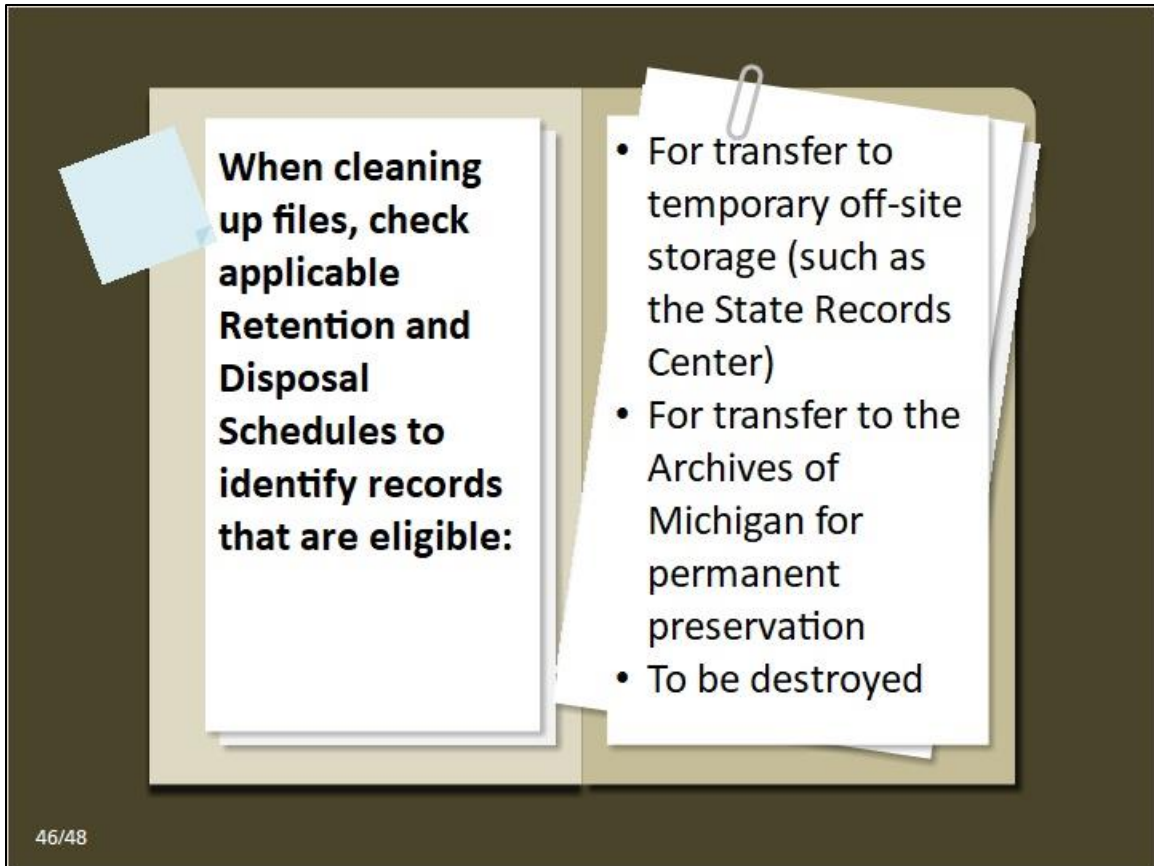 When cleaning
up files, check
applicable
Retention and
Disposal
Schedules to
identify records
that are eligible:
• For transfer to
temporary off-site
storage (such as
the State Records
Center)
• For transfer to the
Archives of
Michigan for
permanent
preservation
• To be destroyed
46/48